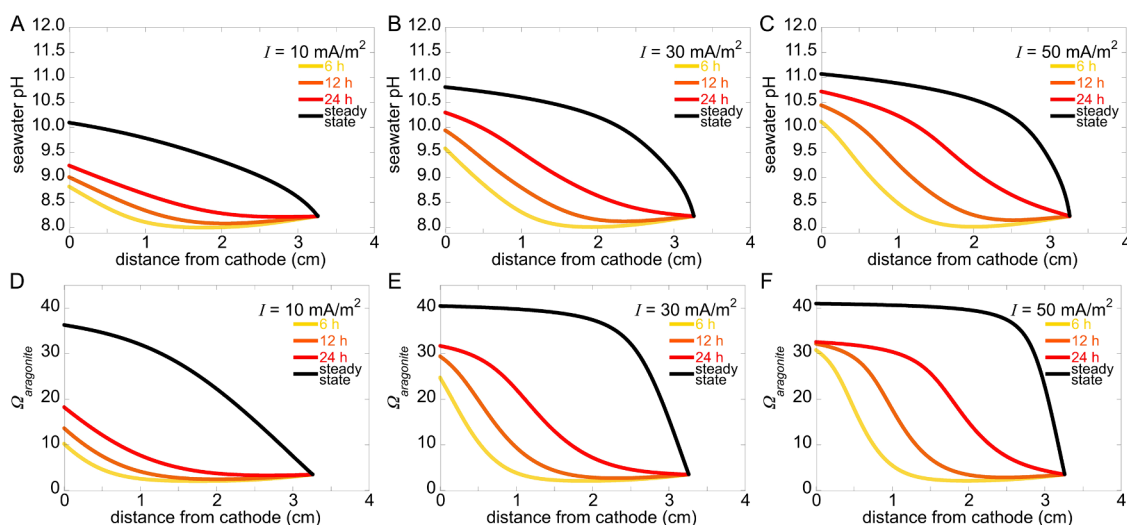 A
I = 10 mA/m²
6 h
12 h
24 h
steady
state
12.0
11.5
11.0
10.5
10.0
9.5
9.0
8.5
8.0
seawater pH
0
1
2
3
4
distance from cathode (cm)
B
I = 30 mA/m²
6 h
12 h
24 h
steady
state
12.0
11.5
11.0
10.5
10.0
9.5
9.0
8.5
8.0
seawater pH
0
1
2
3
4
distance from cathode (cm)
C
I = 50 mA/m²
6 h
12 h
24 h
steady
state
12.0
11.5
11.0
10.5
10.0
9.5
9.0
8.5
8.0
seawater pH
0
1
2
3
4
distance from cathode (cm)
D
I = 10 mA/m²
6 h
12 h
24 h
steady
state
40
30
20
10
0
Ωaragonite
0
1
2
3
4
distance from cathode (cm)
E
I = 30 mA/m²
6 h
12 h
24 h
steady
state
40
30
20
10
0
Ωaragonite
0
1
2
3
4
distance from cathode (cm)
F
I = 50 mA/m²
6 h
12 h
24 h
steady
state
40
30
20
10
0
Ωaragonite
0
1
2
3
4
distance from cathode (cm)